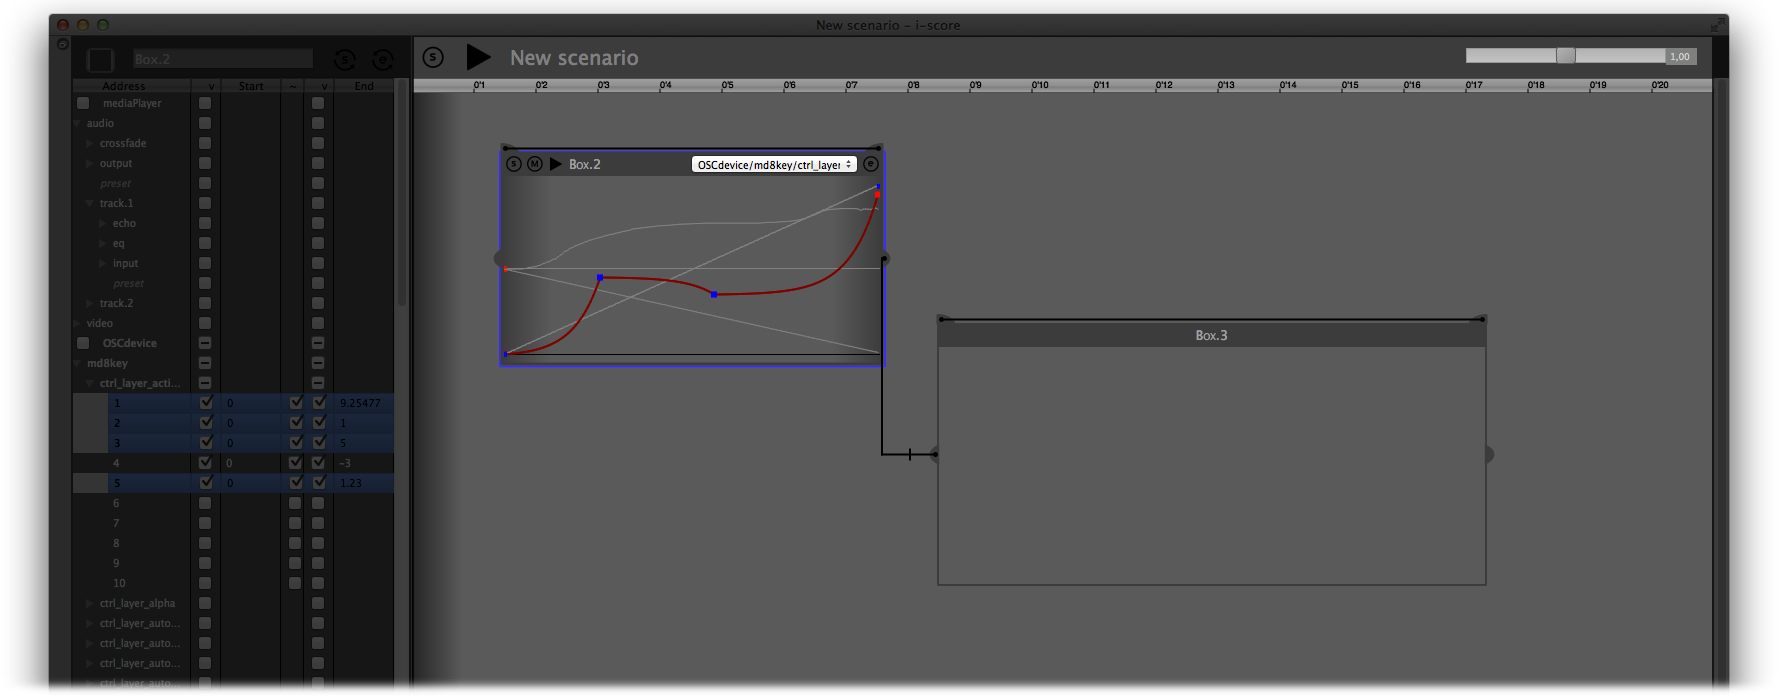 New scenario - i-score
Box.2 S e
S New scenario 1,00
Address v Start ~ v End
0'1 0'2 0'3 0'4 0'5 0'6 0'7 0'8 0'9 0'10 0'11 0'12 0'13 0'14 0'15 0'16 0'17 0'18 0'19 0'20
mediaPlayer
audio
crossfade
output
preset
track.1
echo
eq
input
preset
track.2
video
OSCdevice
md8key
ctrl_layer_acti...
1 0 9.25477
2 0 1
3 0 5
4 0 -3
5 0 1.23
6
7
8
9
10
ctrl_layer_alpha
ctrl_layer_auto...
ctrl_layer_auto...
ctrl_layer_auto...
ctrl_layer_auto...
S M Box.2 OSCdevice/md8key/ctrl_layer e
Box.3